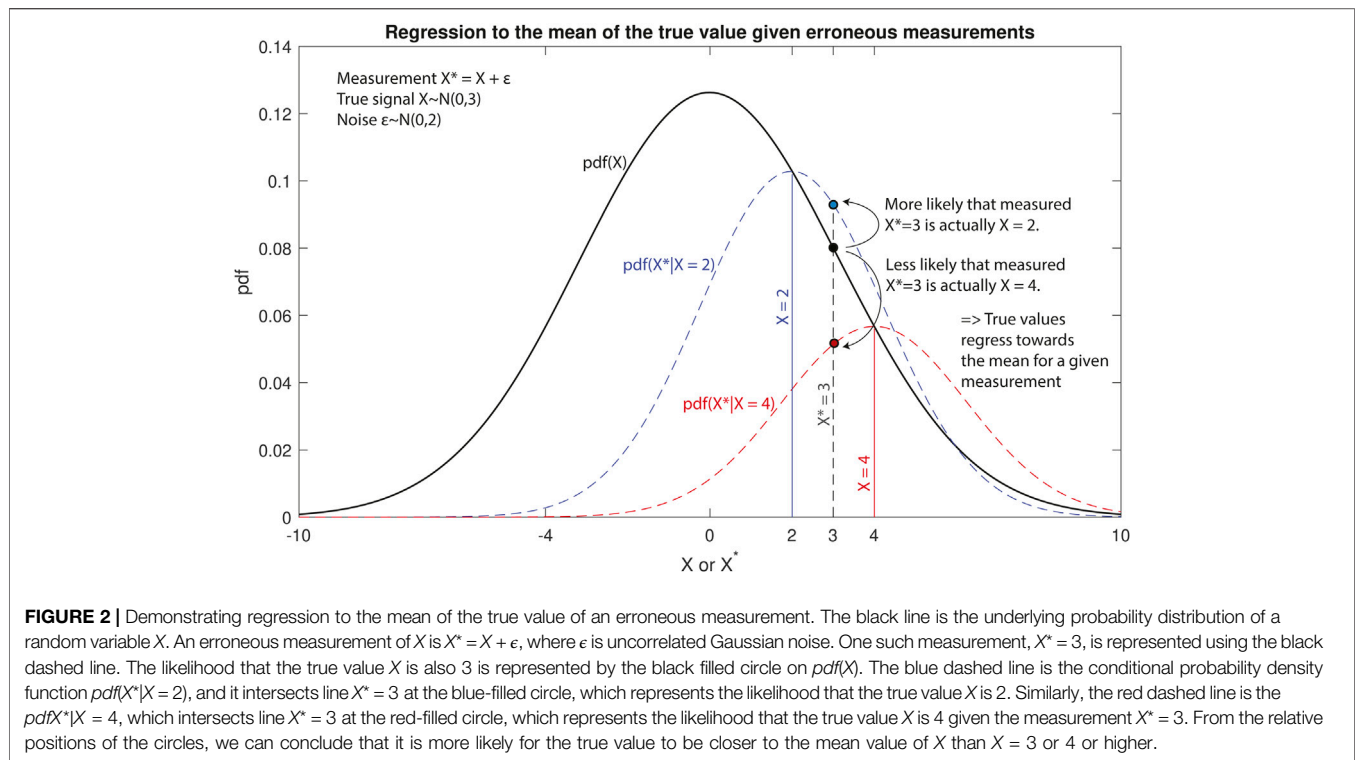 Regression to the mean of the true value given erroneous measurements
0.14
0.12
0.1
0.08
0.06
0.04
0.02
0
pdf
Measurement X* = X + ε
True signal X~N(0,3)
Noise ε~N(0,2)
pdf(X)
pdf(X*|X = 2)
pdf(X*|X = 4)
X = 2
X* = 3
X = 4
More likely that measured
X*=3 is actually X = 2.
Less likely that measured
X*=3 is actually X = 4.
=> True values
regress towards
the mean for a given
measurement
-10
-4
0
2
3
4
10
X or X*
FIGURE 2 | Demonstrating regression to the mean of the true value of an erroneous measurement. The black line is the underlying probability distribution of a
random variable X. An erroneous measurement of X is X* = X + ϵ, where ϵ is uncorrelated Gaussian noise. One such measurement, X* = 3, is represented using the black
dashed line. The likelihood that the true value X is also 3 is represented by the black filled circle on pdf(X). The blue dashed line is the conditional probability density
function pdf(X*|X = 2), and it intersects line X* = 3 at the blue-filled circle, which represents the likelihood that the true value X is 2. Similarly, the red dashed line is the
pdfX*|X = 4, which intersects line X* = 3 at the red-filled circle, which represents the likelihood that the true value X is 4 given the measurement X* = 3. From the relative
positions of the circles, we can conclude that it is more likely for the true value to be closer to the mean value of X than X = 3 or 4 or higher.